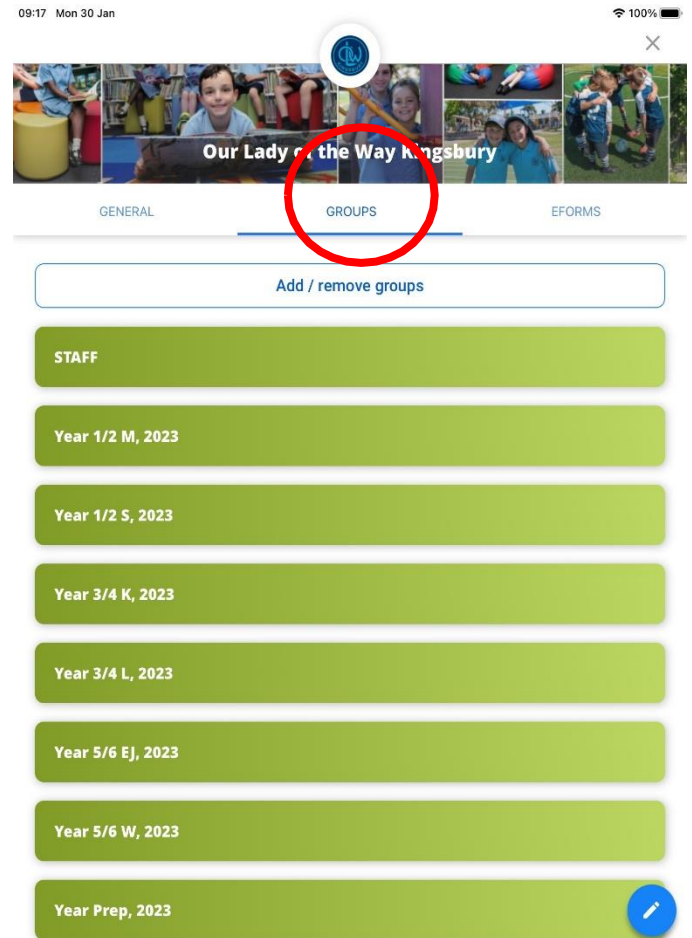 09:17 Mon 30 Jan
100%
Our Lady of the Way Kingsbury
GENERAL
GROUPS
EFORMS
Add / remove groups
STAFF
Year 1/2 M, 2023
Year 1/2 S, 2023
Year 3/4 K, 2023
Year 3/4 L, 2023
Year 5/6 EJ, 2023
Year 5/6 W, 2023
Year Prep, 2023